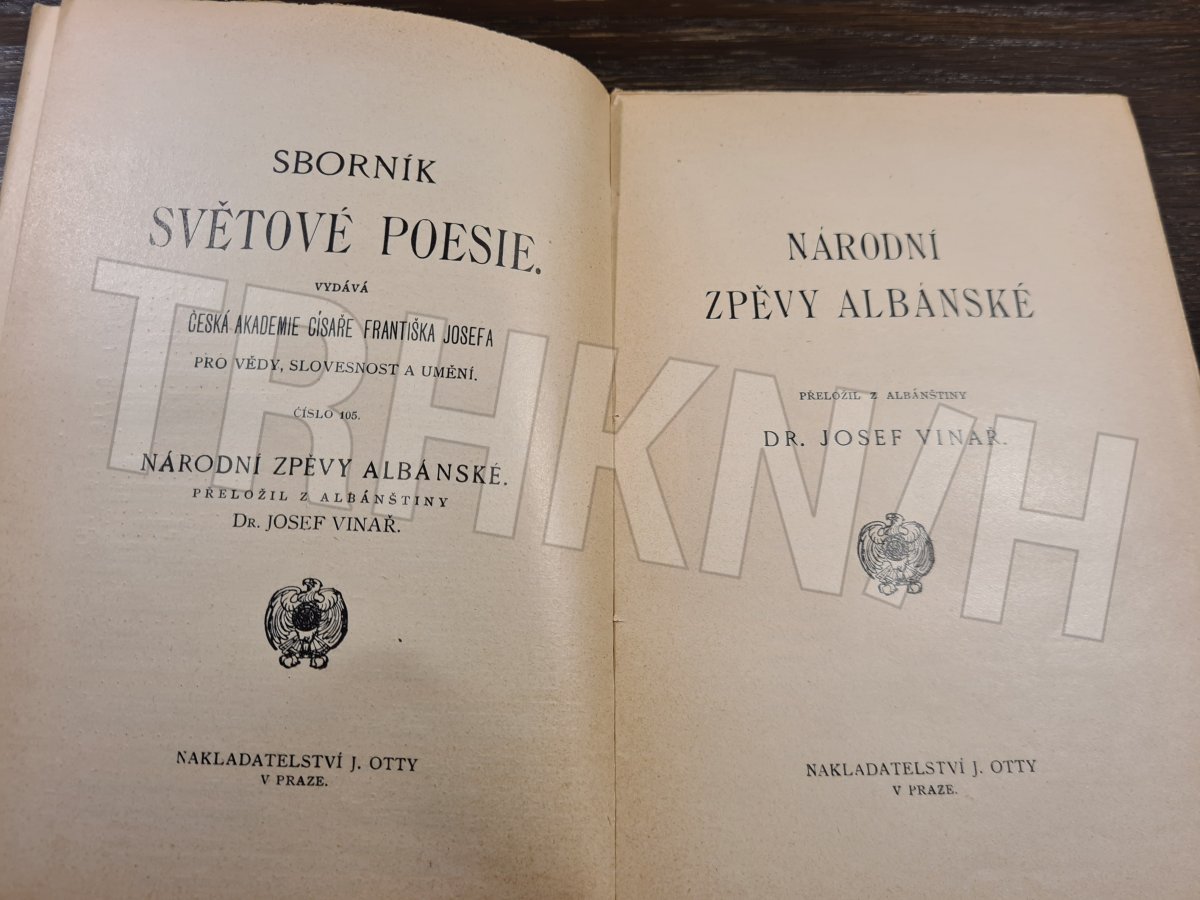 SBORNÍK
SVĚTOVÉ POESIE.
VYDÁVÁ
ČESKÁ AKADEMIE CÍSAŘE FRANTIŠKA JOSEFA
PRO VĚDY, SLOVESNOST A UMĚNÍ.
ČÍSLO 105.
NÁRODNÍ ZPĚVY ALBÁNSKÉ.
PŘELOŽIL Z ALBÁNŠTINY
DR. JOSEF VINAŘ.
NAKLADATELSTVÍ J. OTTY
V PRAZE.
NÁRODNÍ
ZPĚVY ALBÁNSKÉ
PŘELOŽIL Z ALBÁNŠTINY
DR. JOSEF VINAŘ.
NAKLADATELSTVÍ J. OTTY
V PRAZE.
TRHKN/H